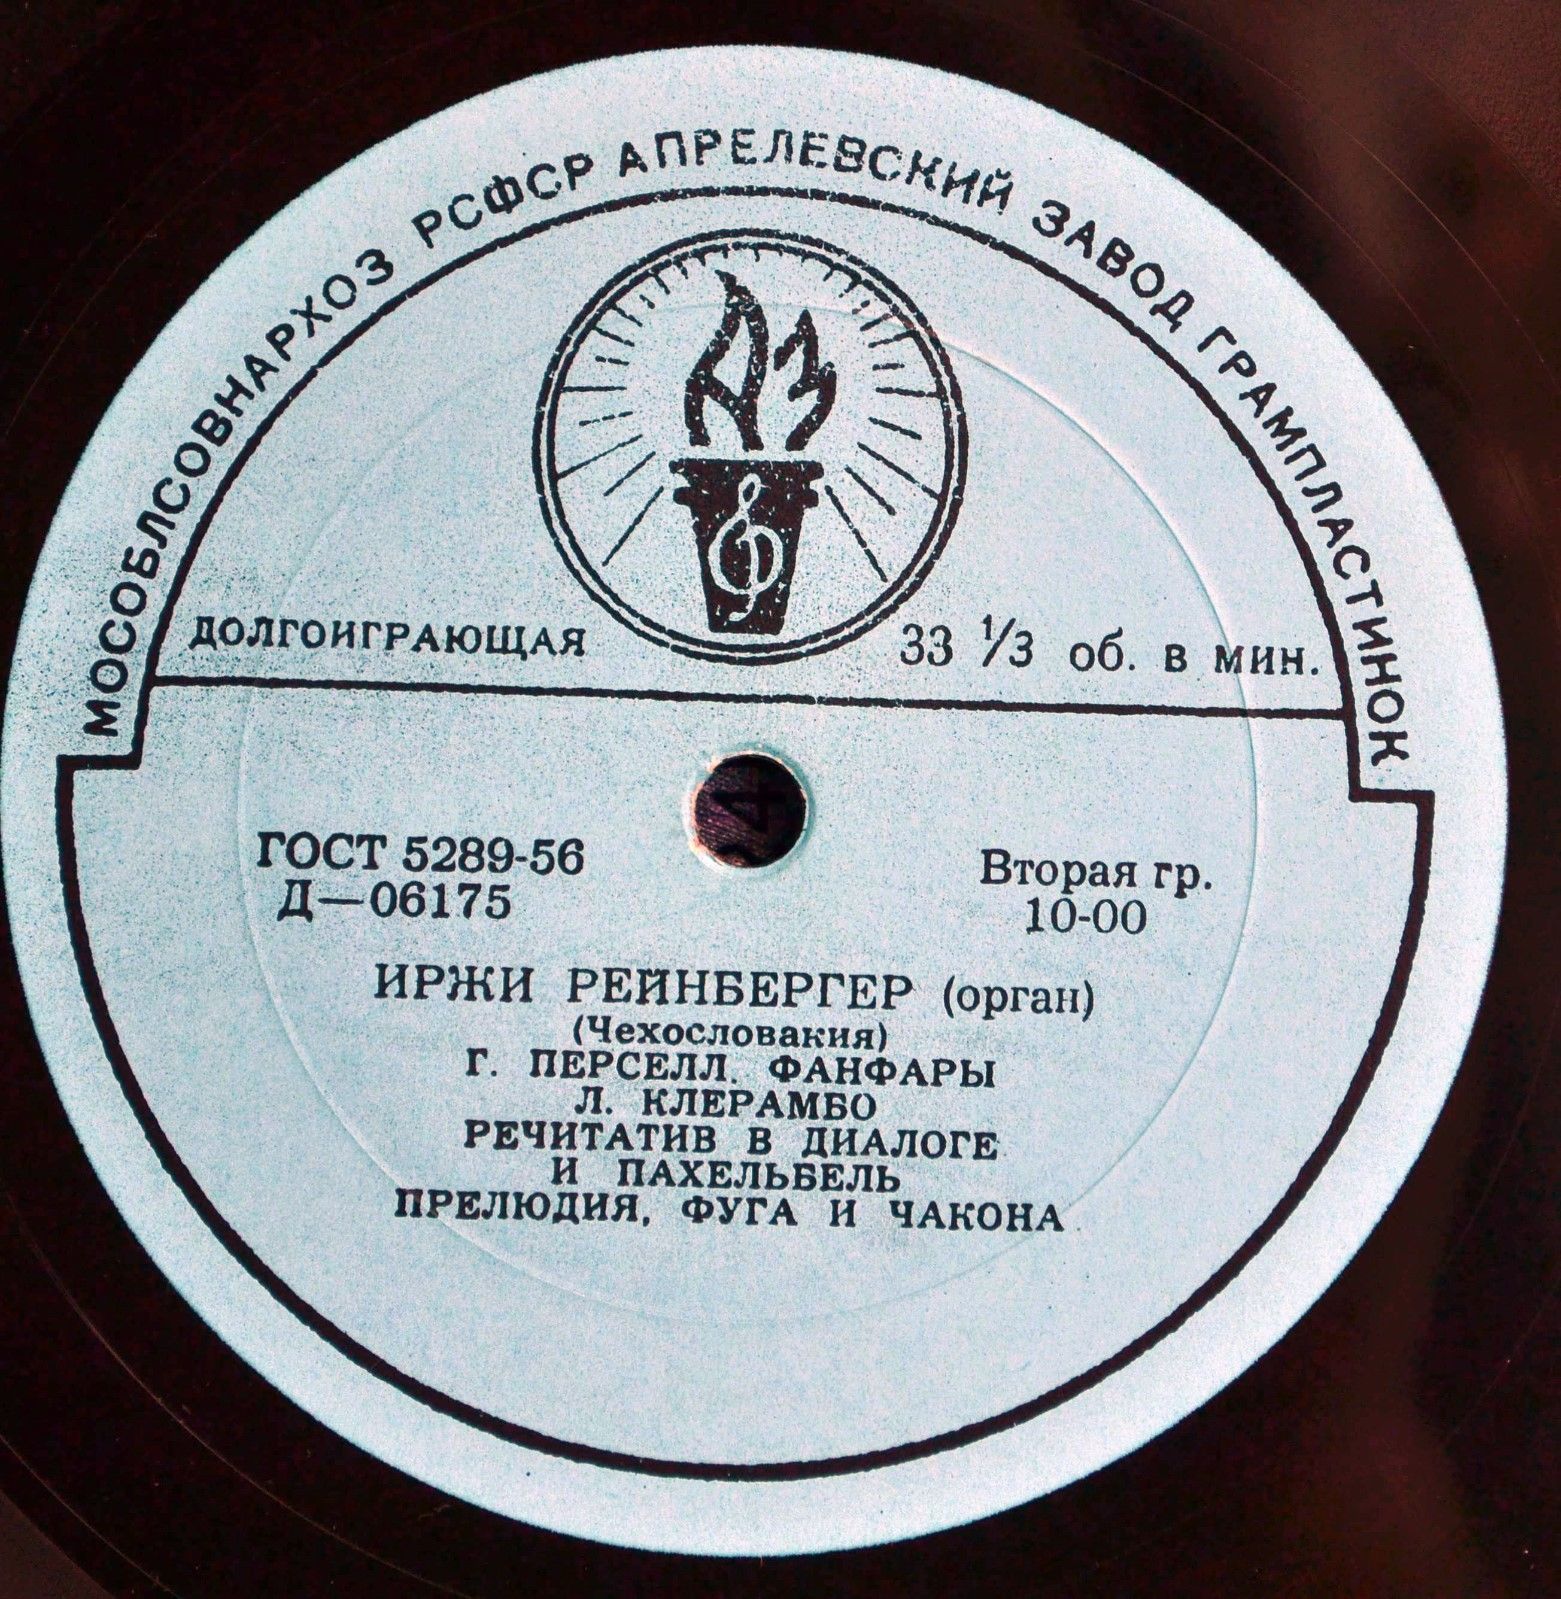 МОСОБЛСОВНАРХОЗ РСФСР АПРЕЛЕВСКИЙ ЗАВОД ГРАМПЛАСТИНОК
ДОЛГОИГРАЮЩАЯ 33 1/3 об. в мин.
ГОСТ 5289-56 Вторая гр.
Д—06175 10-00
ИРЖИ РЕЙНБЕРГЕР (орган)
(Чехословакия)
Г. ПЕРСЕЛЛ. ФАНФАРЫ
Л. КЛЕРАМБО
РЕЧИТАТИВ В ДИАЛОГЕ
И ПАХЕЛЬБЕЛЬ
ПРЕЛЮДИЯ, ФУГА И ЧАКОНА